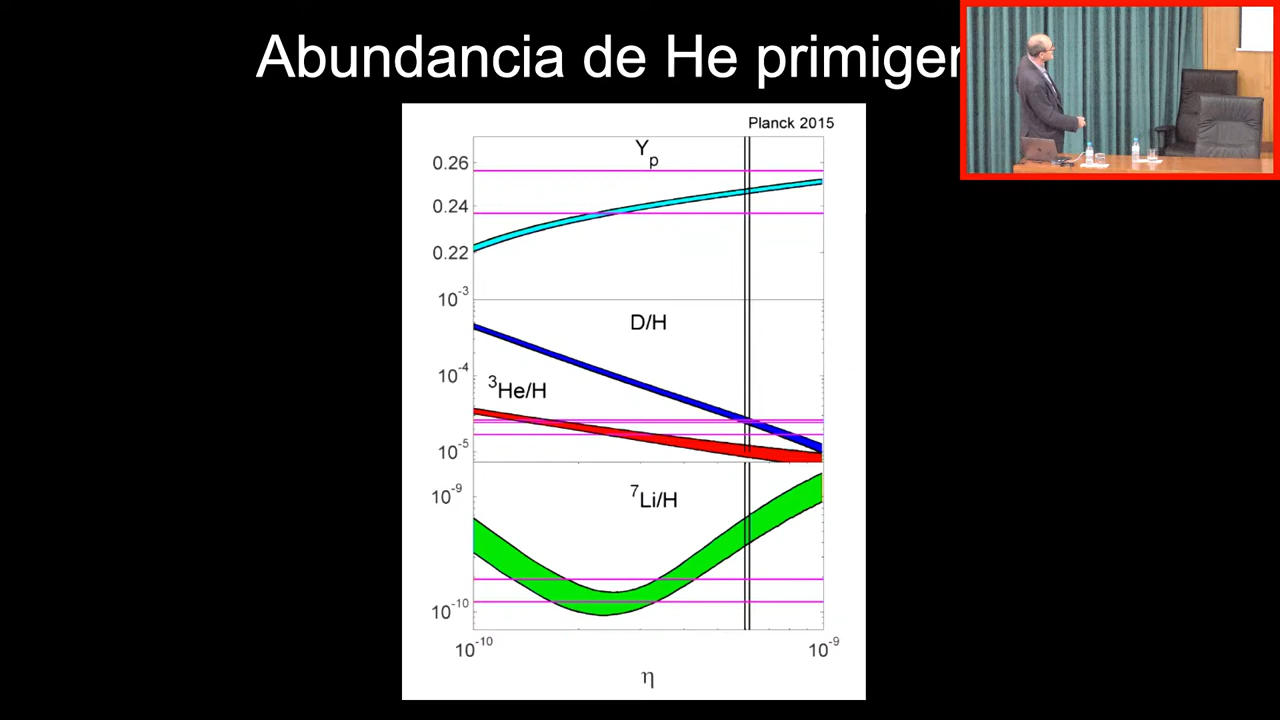 Abundancia de He primigen
Planck 2015
Yp
0.26
0.24
0.22
10-3
D/H
10-4
3He/H
10-5
10-9
7Li/H
10-10
10-10 10-9
η